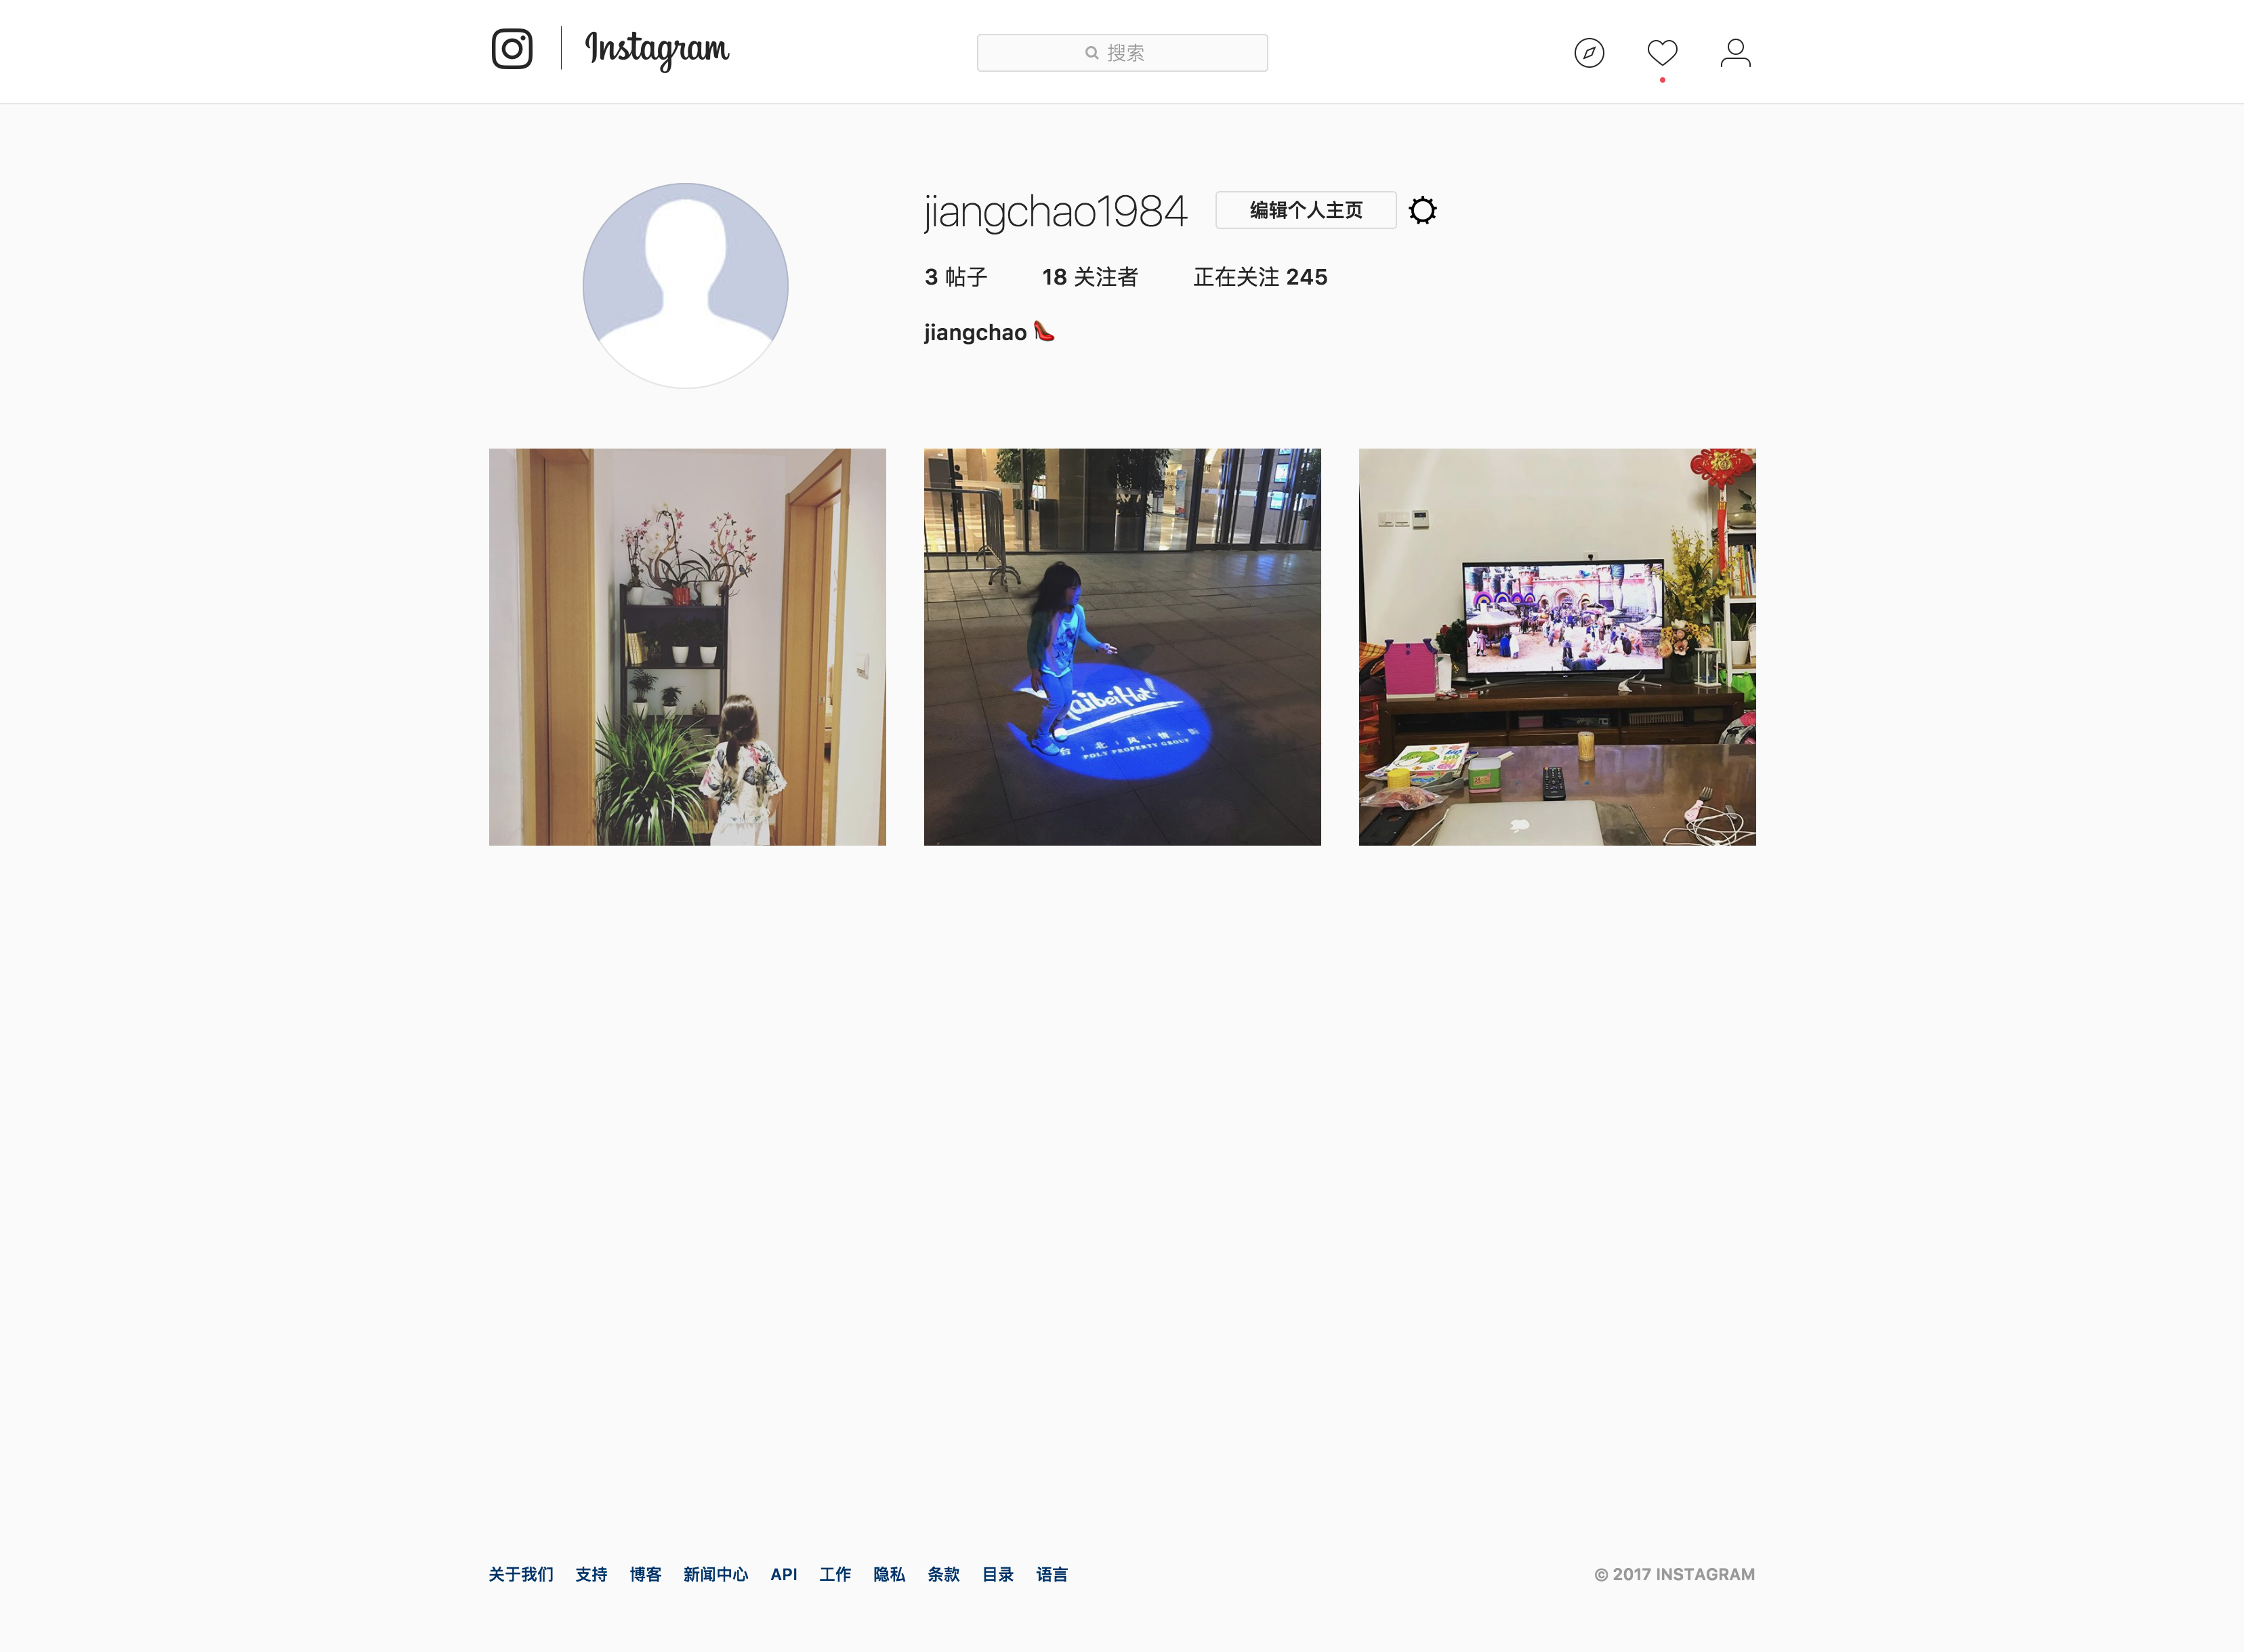 Instagram
搜索
jiangchao1984 编辑个人主页
3 帖子 18 关注者 正在关注 245
jiangchao 👠
TaibeiHot!
台 北 风 情 街
POLY PROPERTY GROUP
关于我们 支持 博客 新闻中心 API 工作 隐私 条款 目录 语言
© 2017 INSTAGRAM